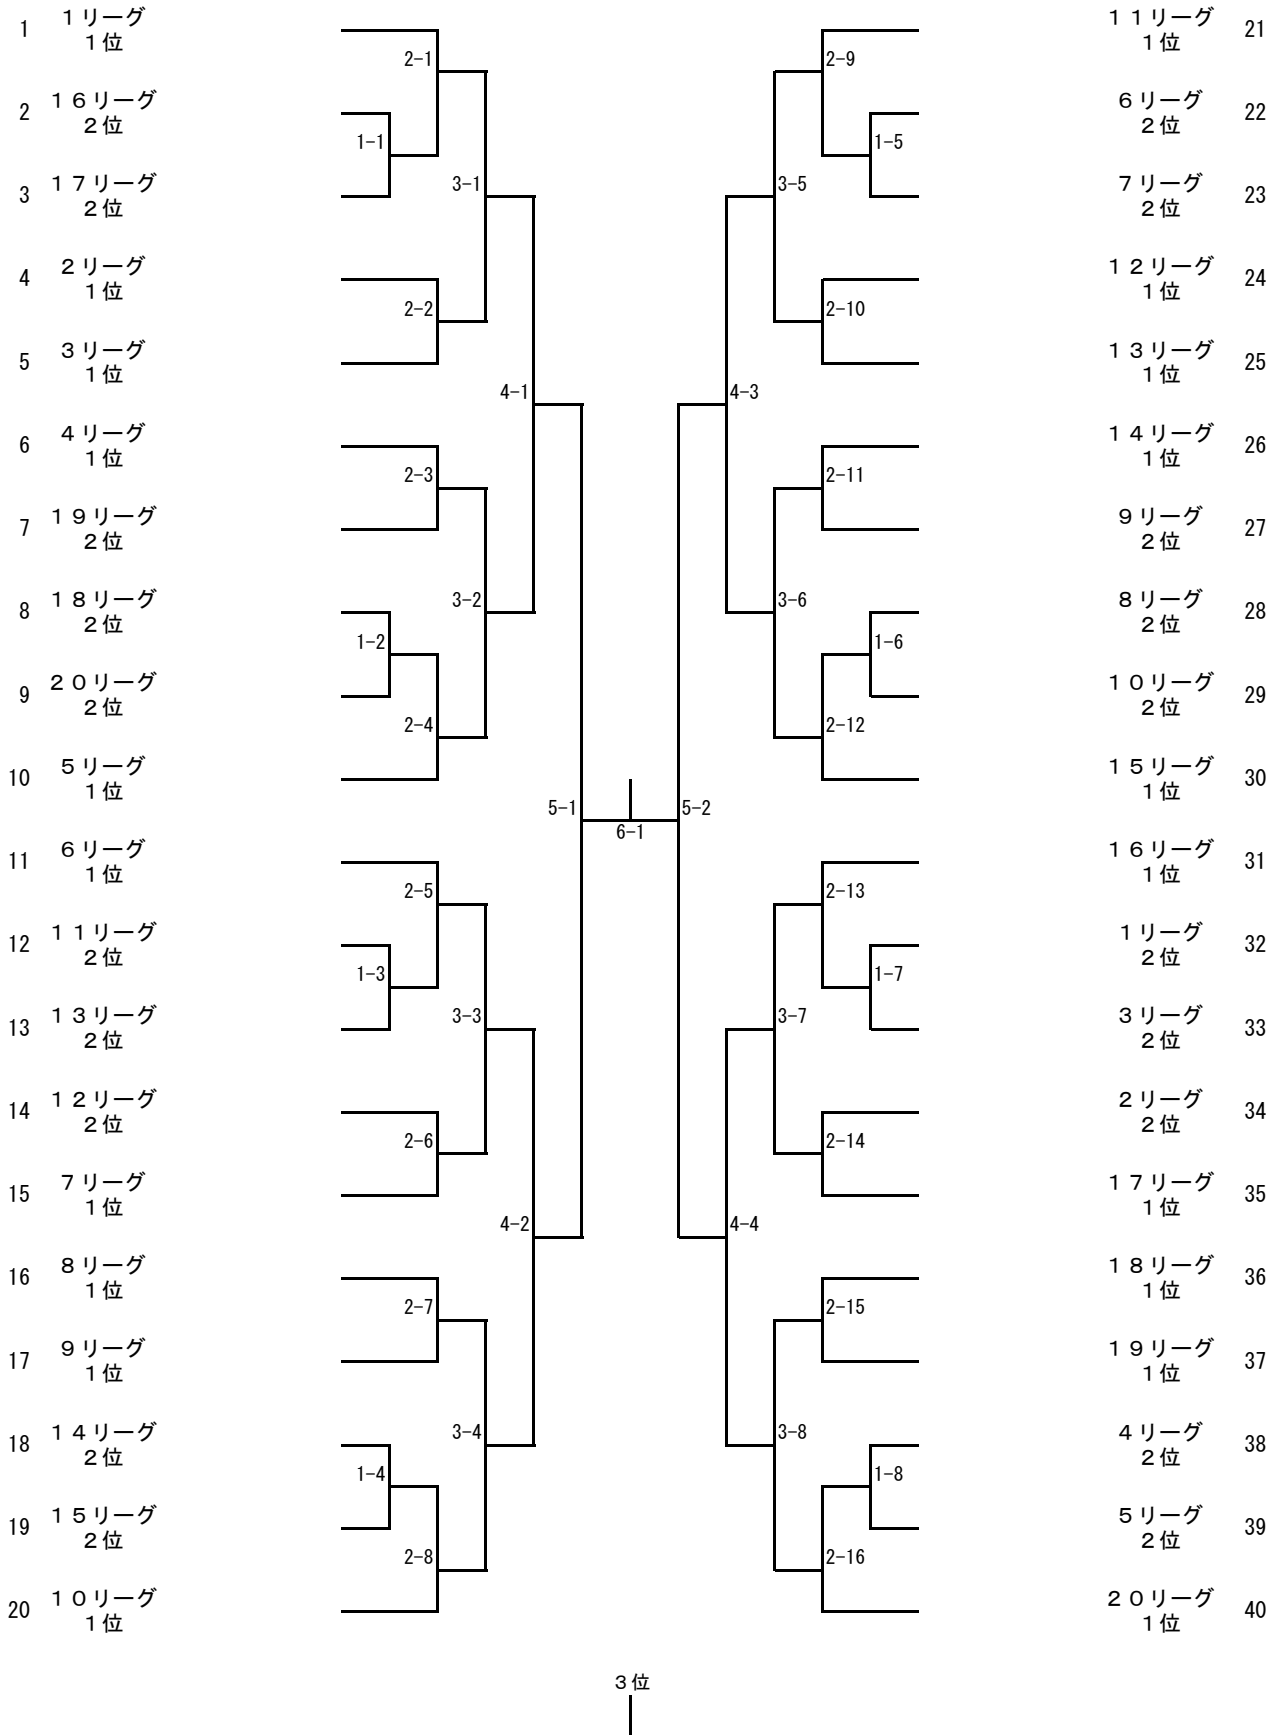 1 １リーグ
１位
2 １６リーグ
２位
3 １７リーグ
２位
4 ２リーグ
１位
5 ３リーグ
１位
6 ４リーグ
１位
7 １９リーグ
２位
8 １８リーグ
２位
9 ２０リーグ
２位
10 ５リーグ
１位
11 ６リーグ
１位
12 １１リーグ
２位
13 １３リーグ
２位
14 １２リーグ
２位
15 ７リーグ
１位
16 ８リーグ
１位
17 ９リーグ
１位
18 １４リーグ
２位
19 １５リーグ
２位
20 １０リーグ
１位
1-1
1-2
1-3
1-4
2-1
2-2
2-3
2-4
2-5
2-6
2-7
2-8
3-1
3-2
3-3
3-4
4-1
4-2
5-1
6-1
5-2
4-3
4-4
3-5
3-6
3-7
3-8
2-9
2-10
2-11
2-12
2-13
2-14
2-15
2-16
1-5
1-6
1-7
1-8
１１リーグ 21
１位
６リーグ 22
２位
７リーグ 23
２位
１２リーグ 24
１位
１３リーグ 25
１位
１４リーグ 26
１位
９リーグ 27
２位
８リーグ 28
２位
１０リーグ 29
２位
１５リーグ 30
１位
１６リーグ 31
１位
１リーグ 32
２位
３リーグ 33
２位
２リーグ 34
２位
１７リーグ 35
１位
１８リーグ 36
１位
１９リーグ 37
１位
４リーグ 38
２位
５リーグ 39
２位
２０リーグ 40
１位
３位